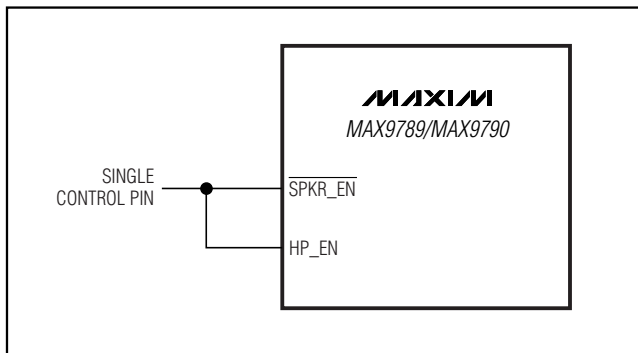 MAXIM
MAX9789/MAX9790
SINGLE
CONTROL PIN
SPKR_EN
HP_EN